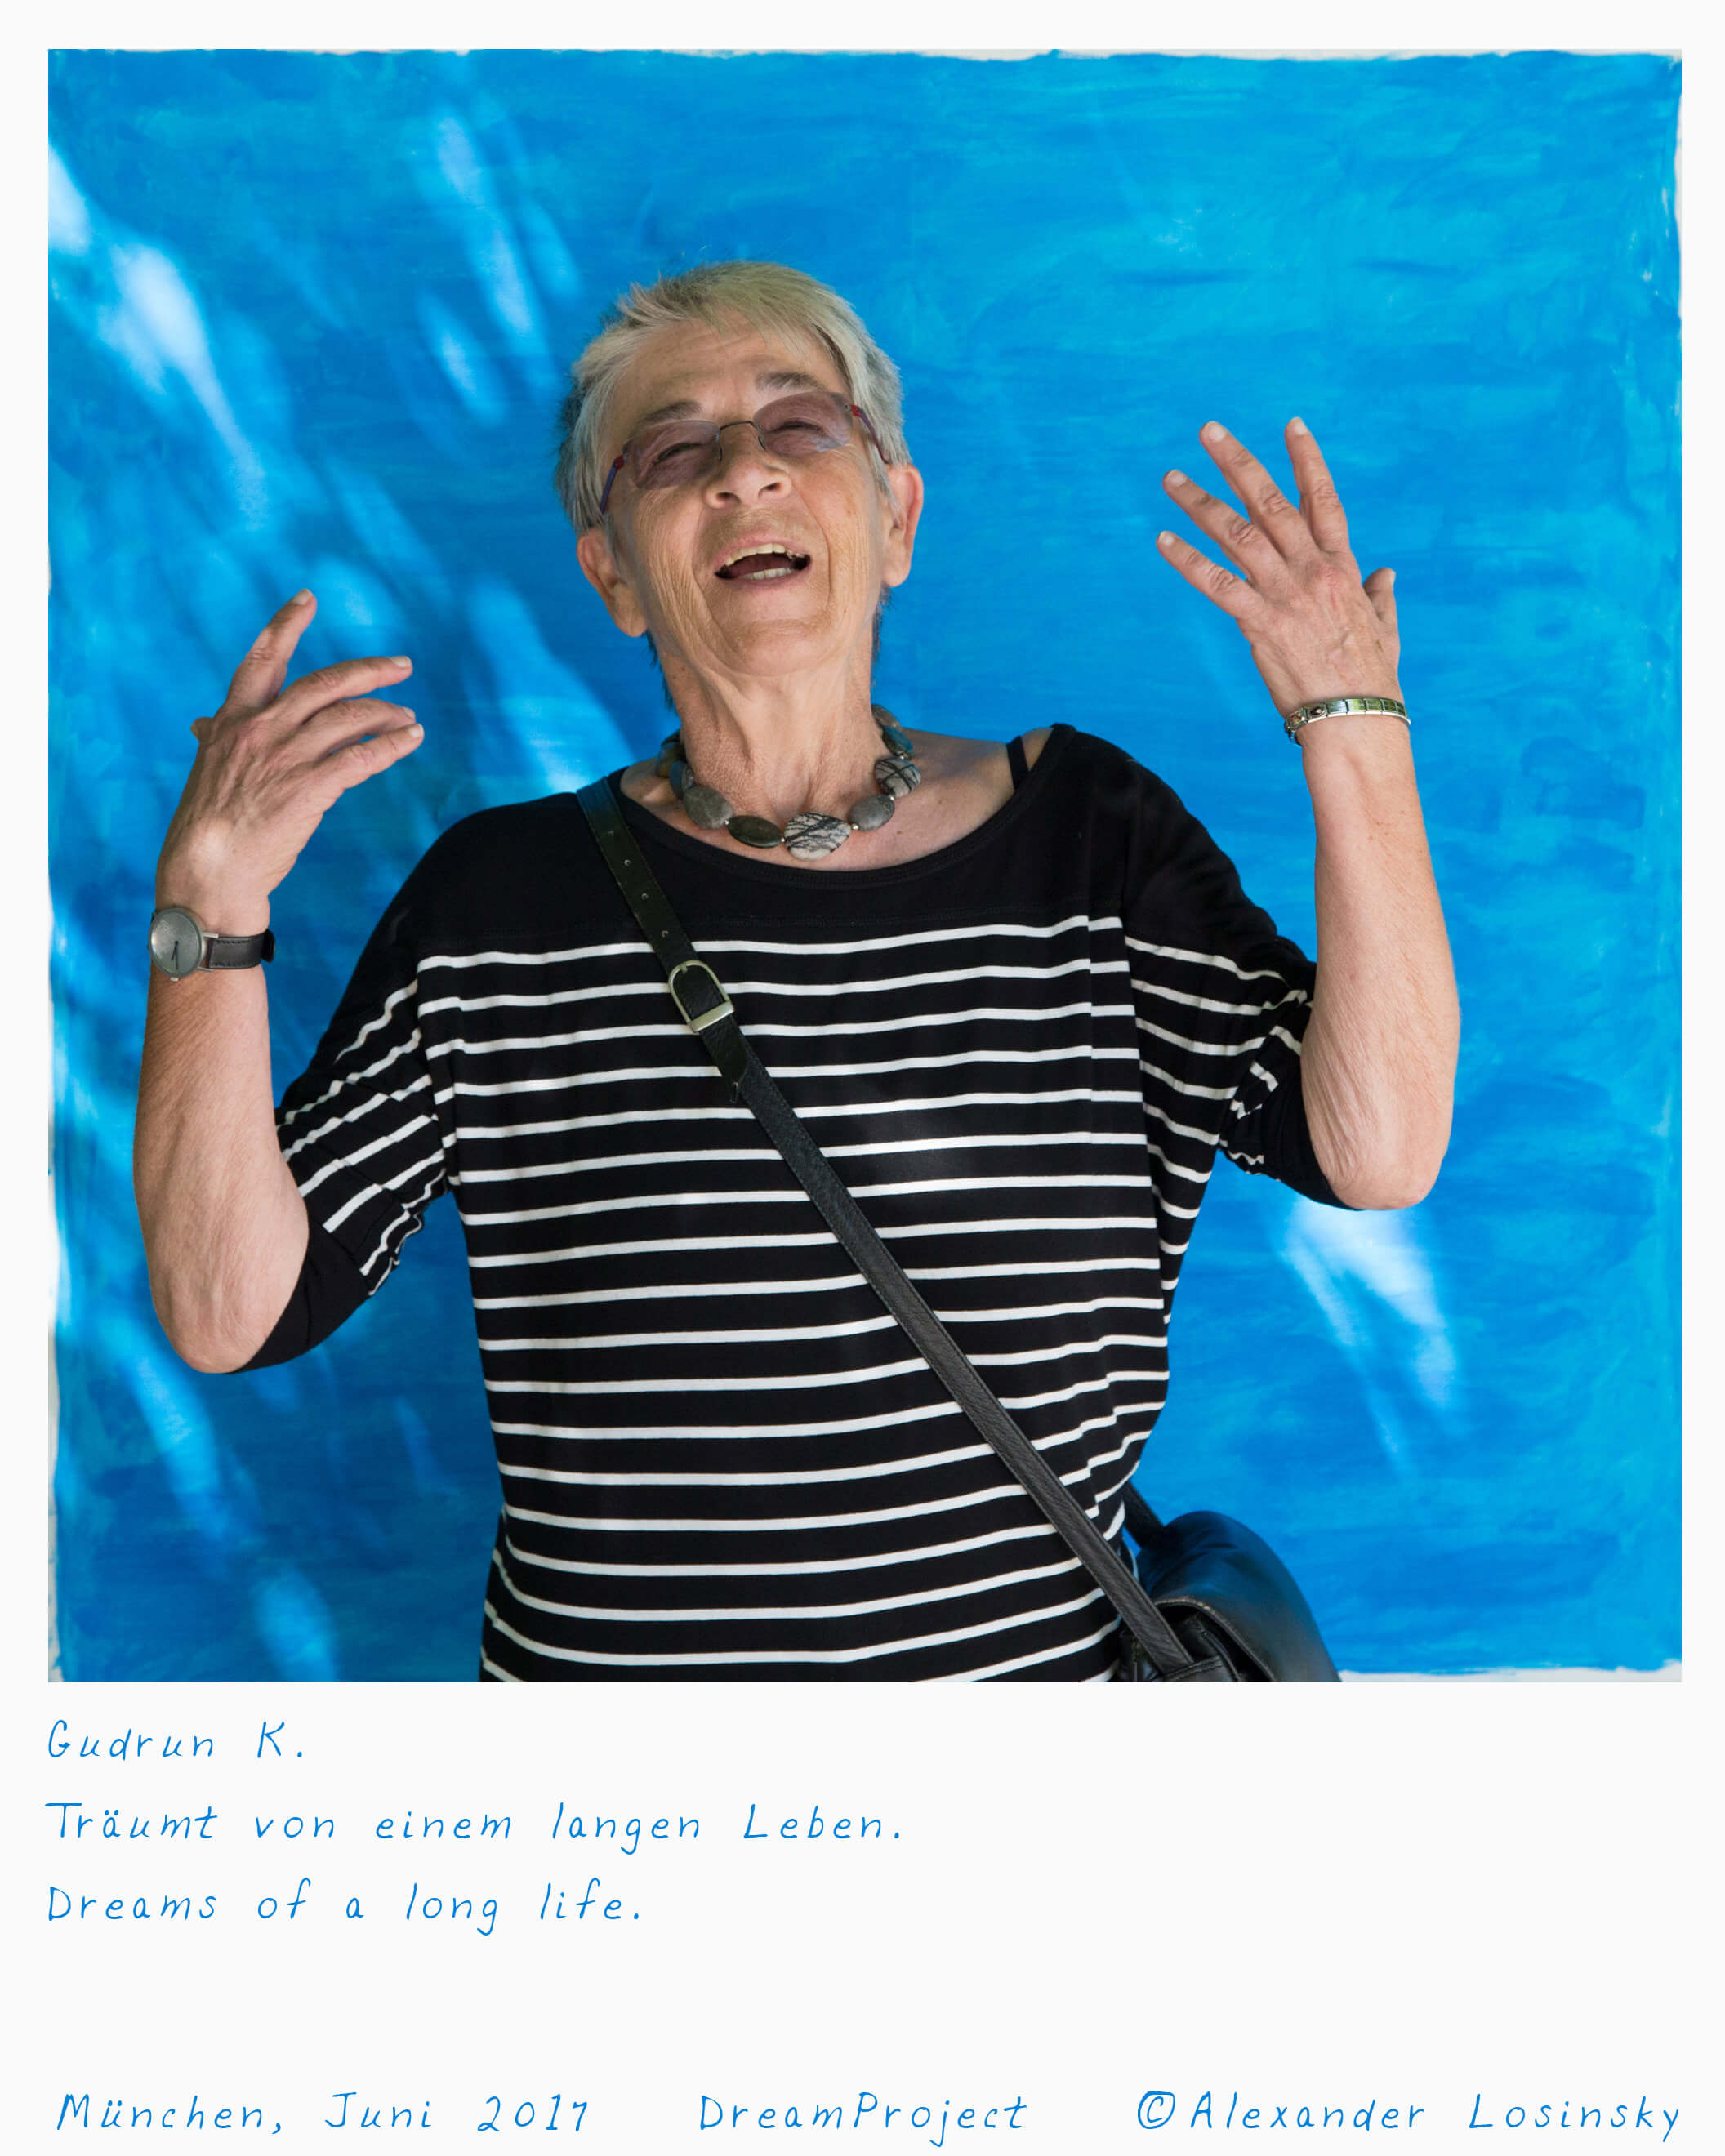 Gudrun K.
Träumt von einem langen Leben.
Dreams of a long life.
München, Juni 2017 DreamProject ©Alexander Losinsky